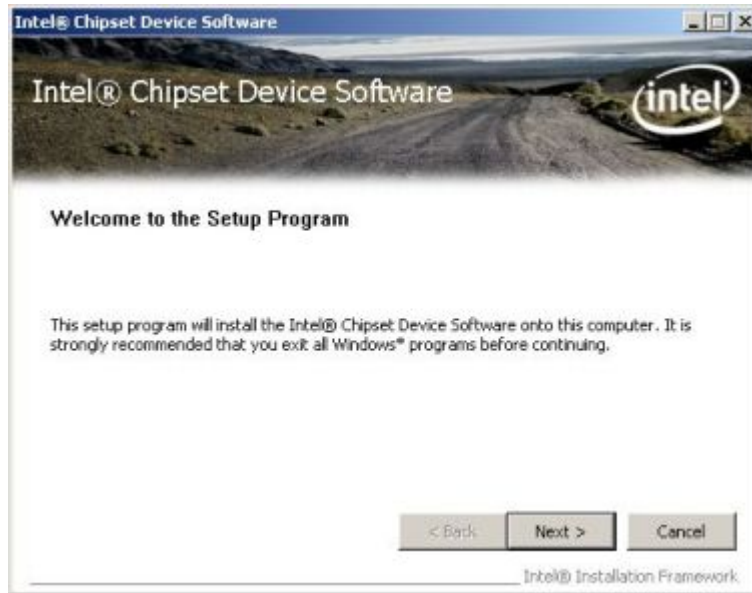 Intel® Chipset Device Software
Intel® Chipset Device Software
intel
Welcome to the Setup Program
This setup program will install the Intel® Chipset Device Software onto this computer. It is
strongly recommended that you exit all Windows* programs before continuing.
< Back Next > Cancel
Intel® Installation Framework